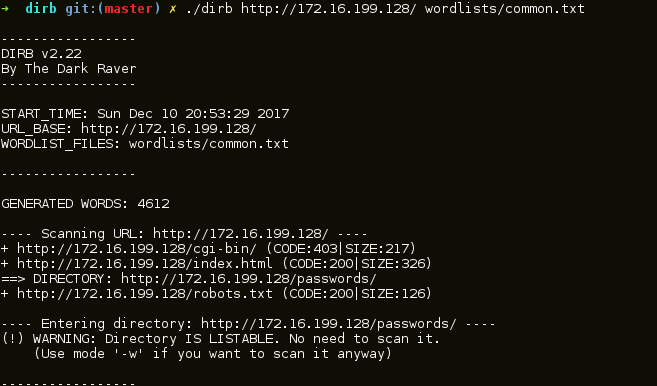 ➜  dirb git:(master) ✗ ./dirb http://172.16.199.128/ wordlists/common.txt
-----------------
DIRB v2.22
By The Dark Raver
-----------------
START_TIME: Sun Dec 10 20:53:29 2017
URL_BASE: http://172.16.199.128/
WORDLIST_FILES: wordlists/common.txt
-----------------
GENERATED WORDS: 4612
---- Scanning URL: http://172.16.199.128/ ----
+ http://172.16.199.128/cgi-bin/ (CODE:403|SIZE:217)
+ http://172.16.199.128/index.html (CODE:200|SIZE:326)
==> DIRECTORY: http://172.16.199.128/passwords/
+ http://172.16.199.128/robots.txt (CODE:200|SIZE:126)
---- Entering directory: http://172.16.199.128/passwords/ ----
(!) WARNING: Directory IS LISTABLE. No need to scan it.
    (Use mode '-w' if you want to scan it anyway)
-----------------